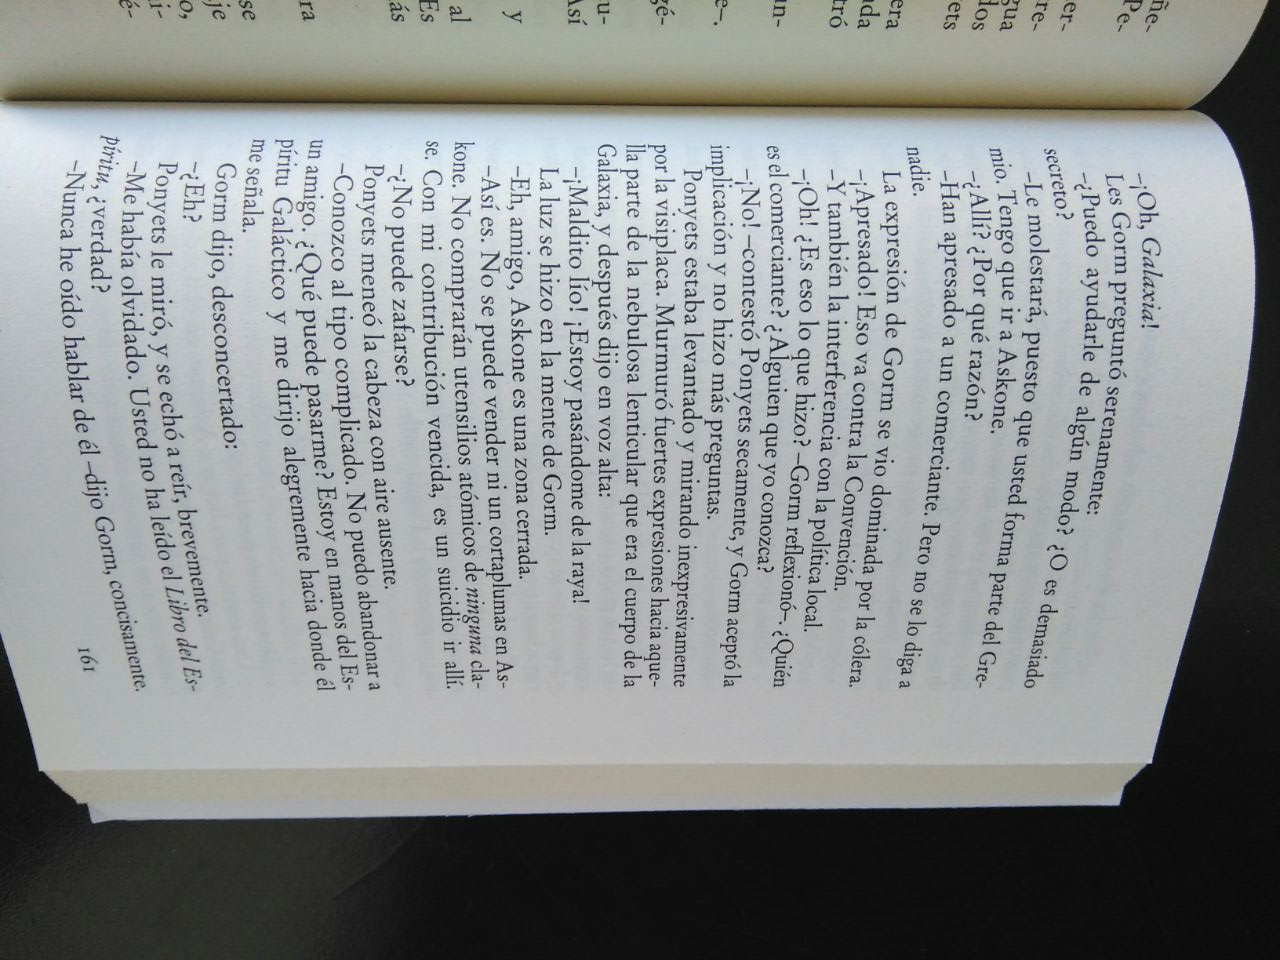 –¡Oh, Galaxia!
Les Gorm preguntó serenamente:
–¿Puedo ayudarle de algún modo? ¿O es demasiado
secreto?
–Le molestará, puesto que usted forma parte del Gre-
mio. Tengo que ir a Askone.
–¿Allí? ¿Por qué razón?
–Han apresado a un comerciante. Pero no se lo diga a
nadie.
La expresión de Gorm se vio dominada por la cólera.
–¡Apresado! Eso va contra la Convención.
–Y también la interferencia con la política local.
–¡Oh! ¿Es eso lo que hizo? –Gorm reflexionó–. ¿Quién
es el comerciante? ¿Alguien que yo conozca?
–¡No! –contestó Ponyets secamente, y Gorm aceptó la
implicación y no hizo más preguntas.
Ponyets estaba levantado y mirando inexpresivamente
por la visiplaca. Murmuró fuertes expresiones hacia aque-
lla parte de la nebulosa lenticular que era el cuerpo de la
Galaxia, y después dijo en voz alta:
–¡Maldito lío! ¡Estoy pasándome de la raya!
La luz se hizo en la mente de Gorm.
–Eh, amigo, Askone es una zona cerrada.
–Así es. No se puede vender ni un cortaplumas en As-
kone. No comprarán utensilios atómicos de ninguna cla-
se. Con mi contribución vencida, es un suicidio ir allí.
–¿No puede zafarse?
Ponyets meneó la cabeza con aire ausente.
–Conozco al tipo complicado. No puedo abandonar a
un amigo. ¿Qué puede pasarme? Estoy en manos del Es-
píritu Galáctico y me dirijo alegremente hacia donde él
me señala.
Gorm dijo, desconcertado:
–¿Eh?
Ponyets le miró, y se echó a reír, brevemente.
–Me había olvidado. Usted no ha leído el Libro del Es-
píritu, ¿verdad?
–Nunca he oído hablar de él –dijo Gorm, concisamente.
161